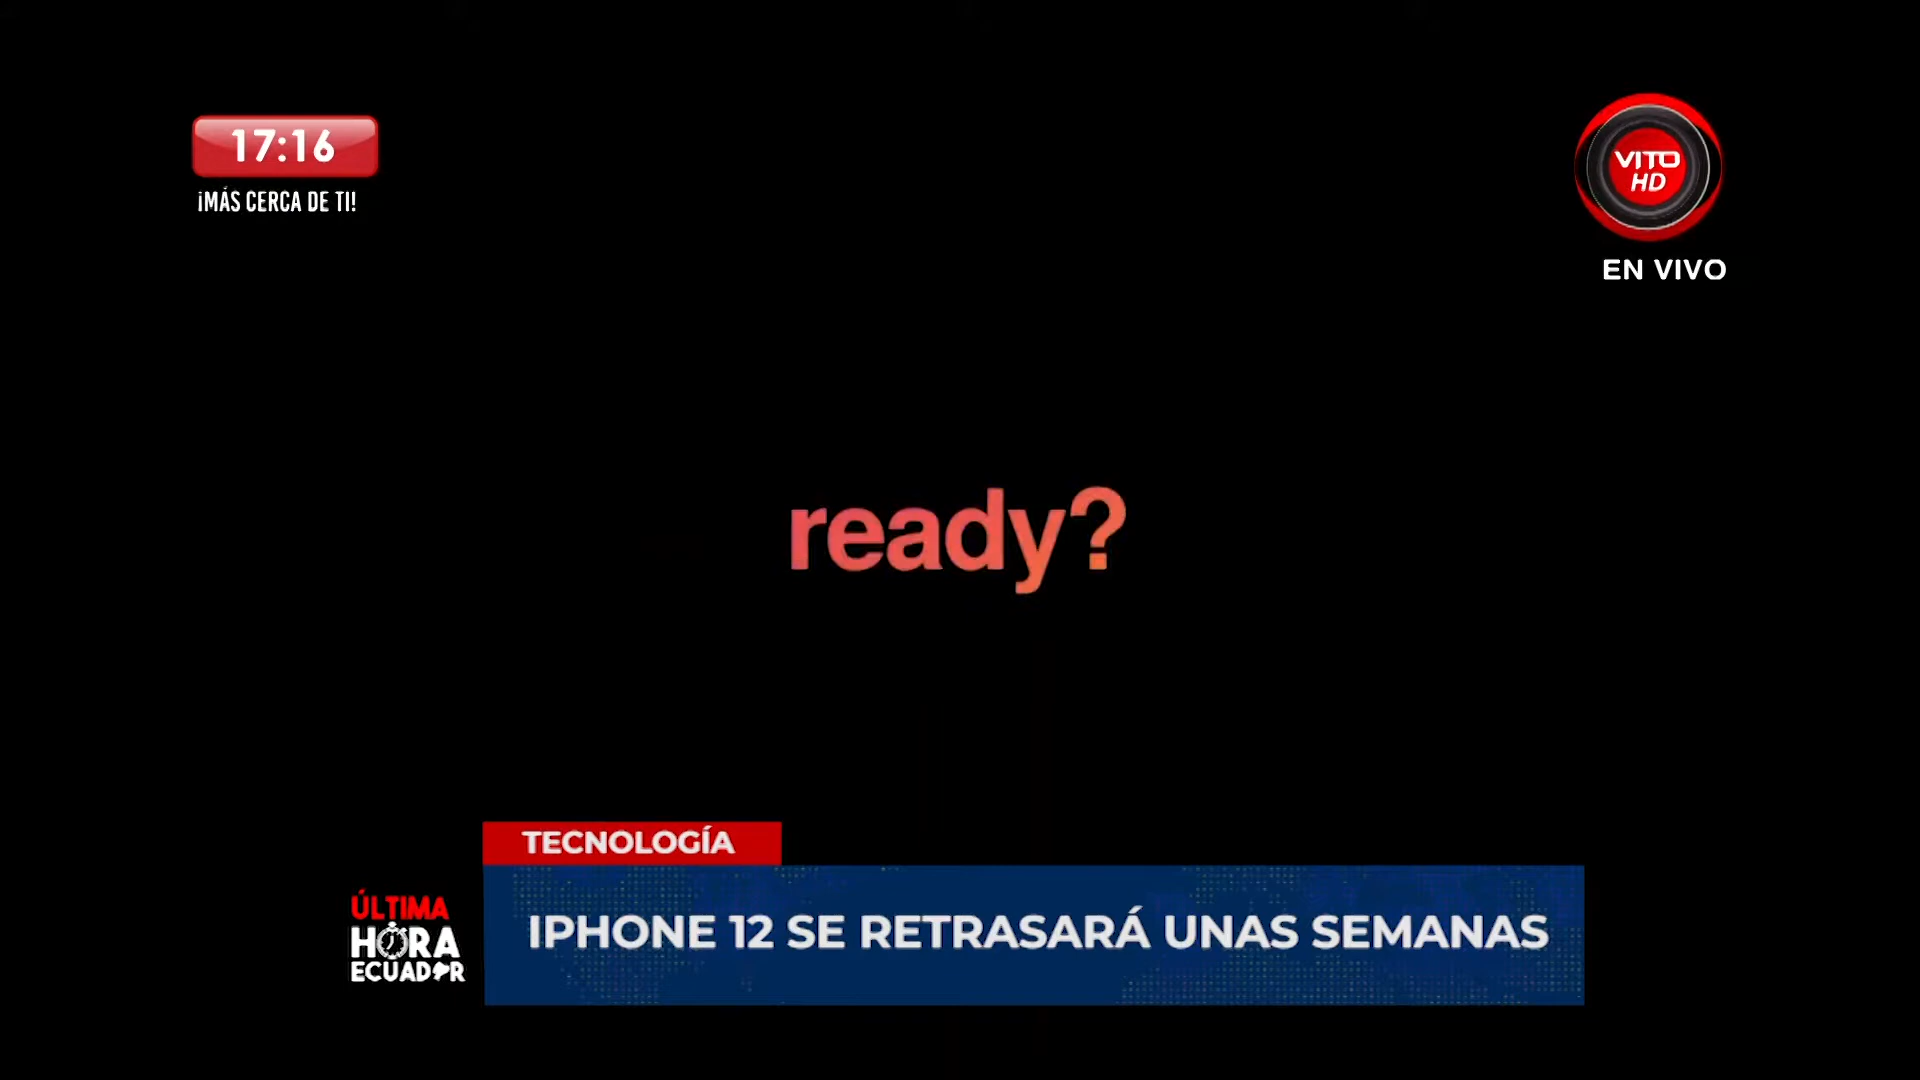 17:16
¡MÁS CERCA DE TI!
VITO
HD
EN VIVO
ready?
TECNOLOGÍA
ÚLTIMA
HORA
ECUADOR
IPHONE 12 SE RETRASARÁ UNAS SEMANAS